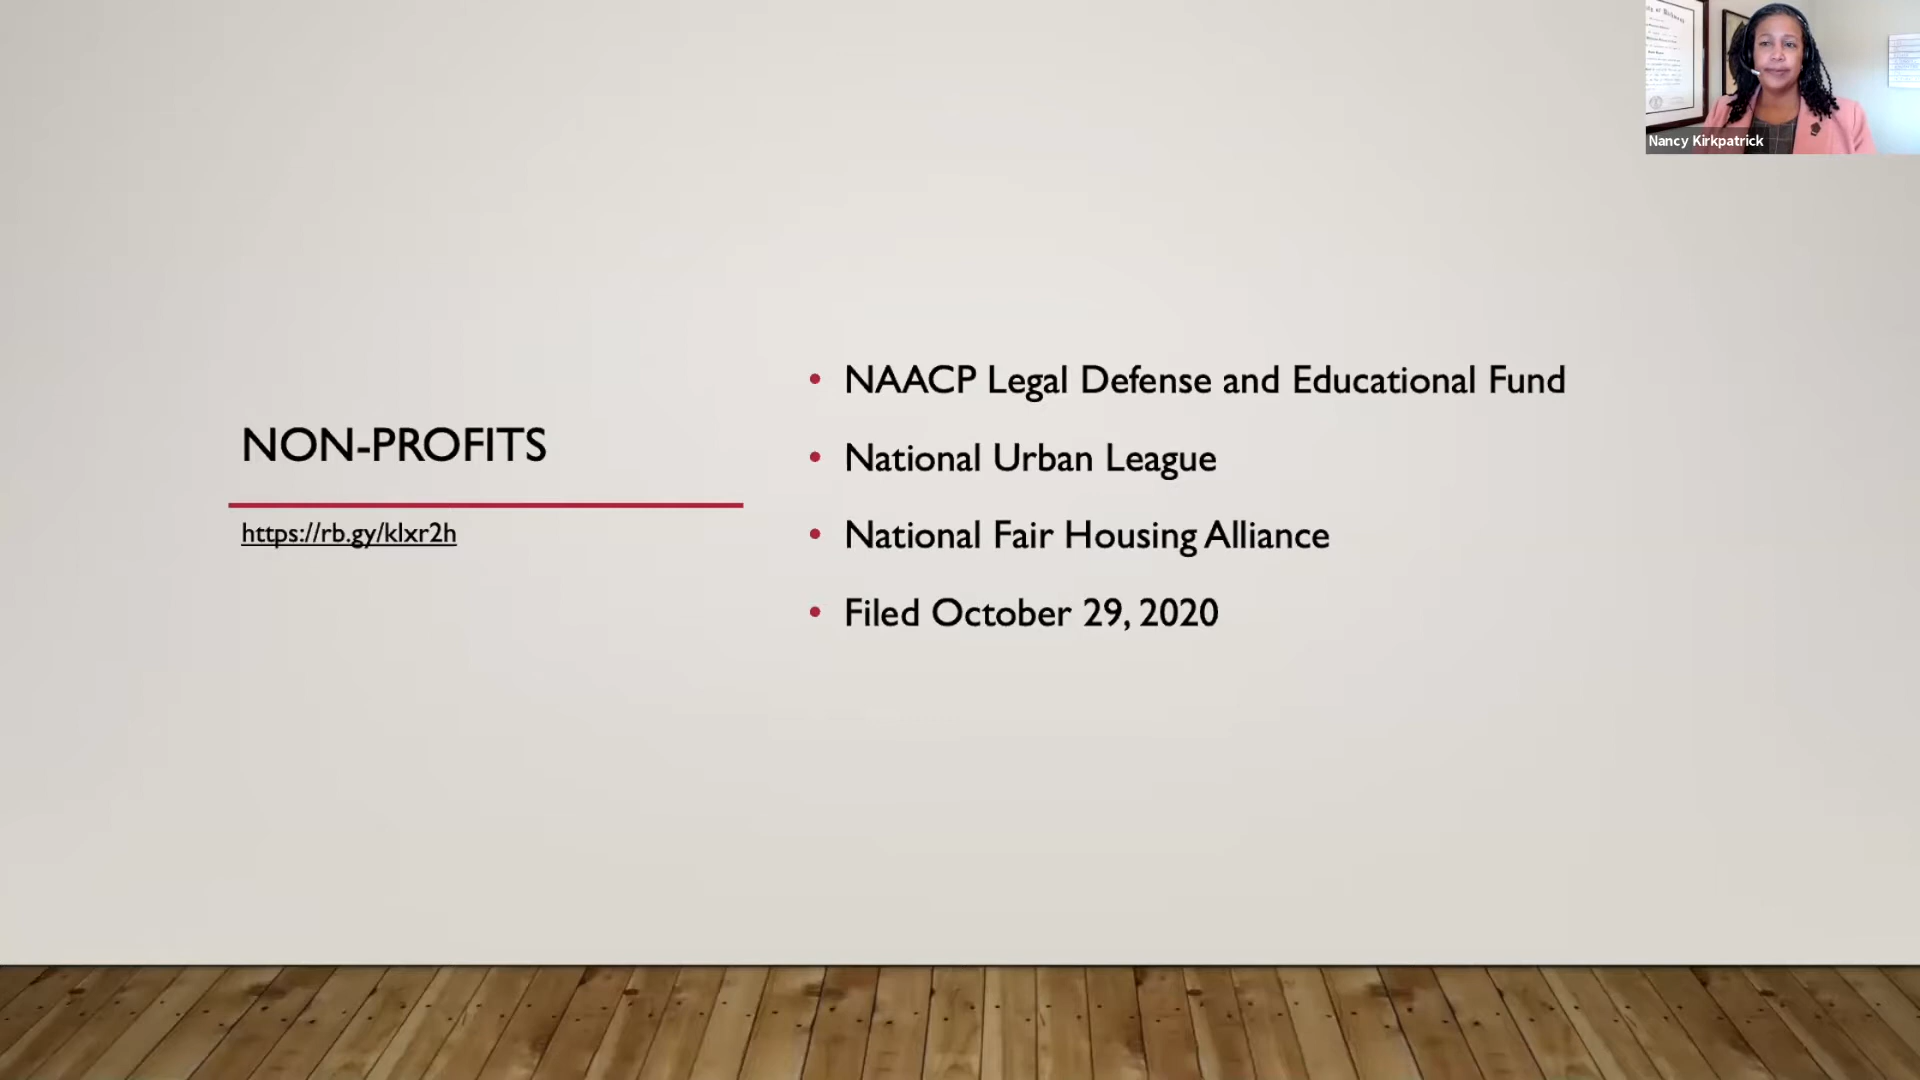 Nancy Kirkpatrick
NON-PROFITS
https://rb.gy/klxr2h
• NAACP Legal Defense and Educational Fund
• National Urban League
• National Fair Housing Alliance
• Filed October 29, 2020